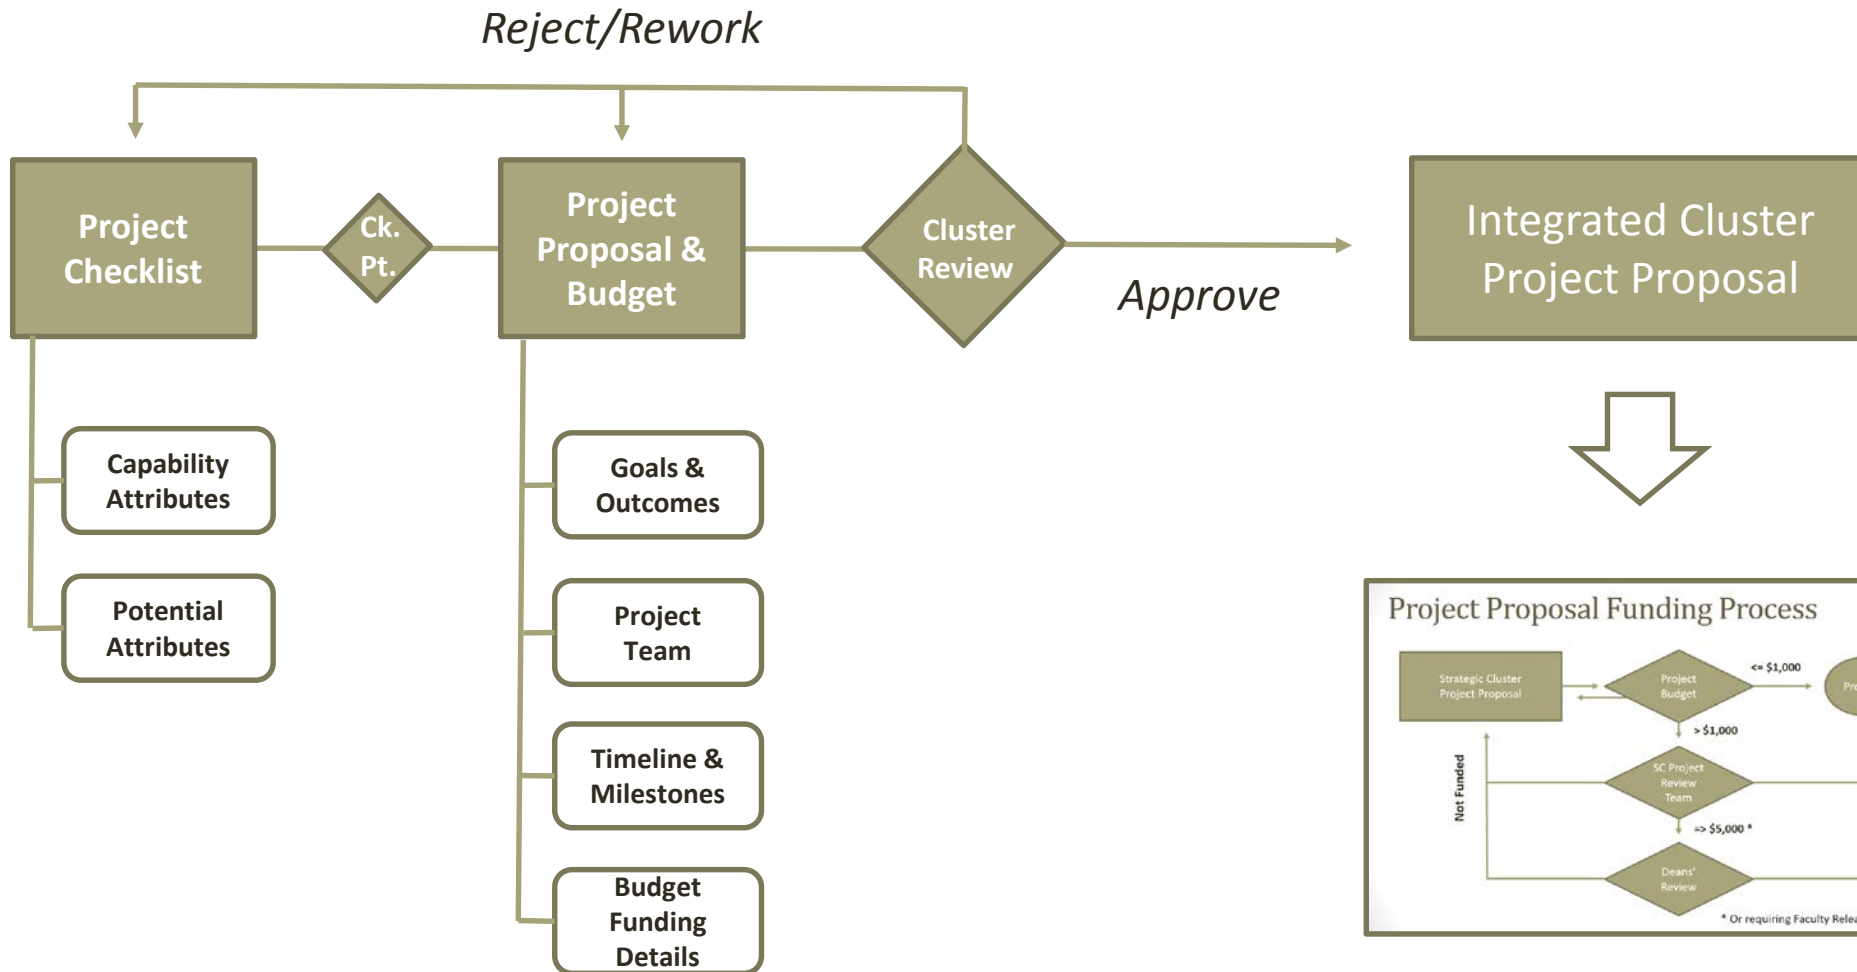 Reject/Rework
Project
Checklist
Ck.
Pt.
Project
Proposal &
Budget
Cluster
Review
Approve
Integrated Cluster
Project Proposal
Capability
Attributes
Potential
Attributes
Goals &
Outcomes
Project
Team
Timeline &
Milestones
Budget
Funding
Details
Project Proposal Funding Process
Strategic Cluster
Project Proposal
Project
Budget
<= $1,000
> $1,000
SC Project
Review
Team
Not Funded
=> $5,000 *
Deans'
Review
* Or requiring Faculty